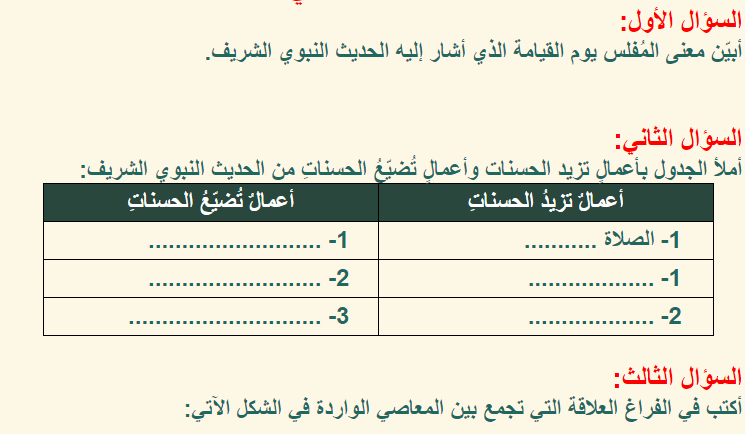 السؤال الأول:
أبيّن معنى المُفلس يوم القيامة الذي أشار إليه الحديث النبوي الشريف.
السؤال الثاني:
أملأ الجدول بأعمالٍ تزيد الحسنات وأعمالٍ تُضيّعُ الحسناتِ من الحديث النبوي الشريف:
أعمالٌ تزيدُ الحسناتِ أعمالٌ تُضيّعُ الحسناتِ
1- الصلاة ........... 1- ..........................
1- ................... 2- ..........................
2- ................... 3- .............................
السؤال الثالث:
أكتب في الفراغ العلاقة التي تجمع بين المعاصي الواردة في الشكل الآتي: